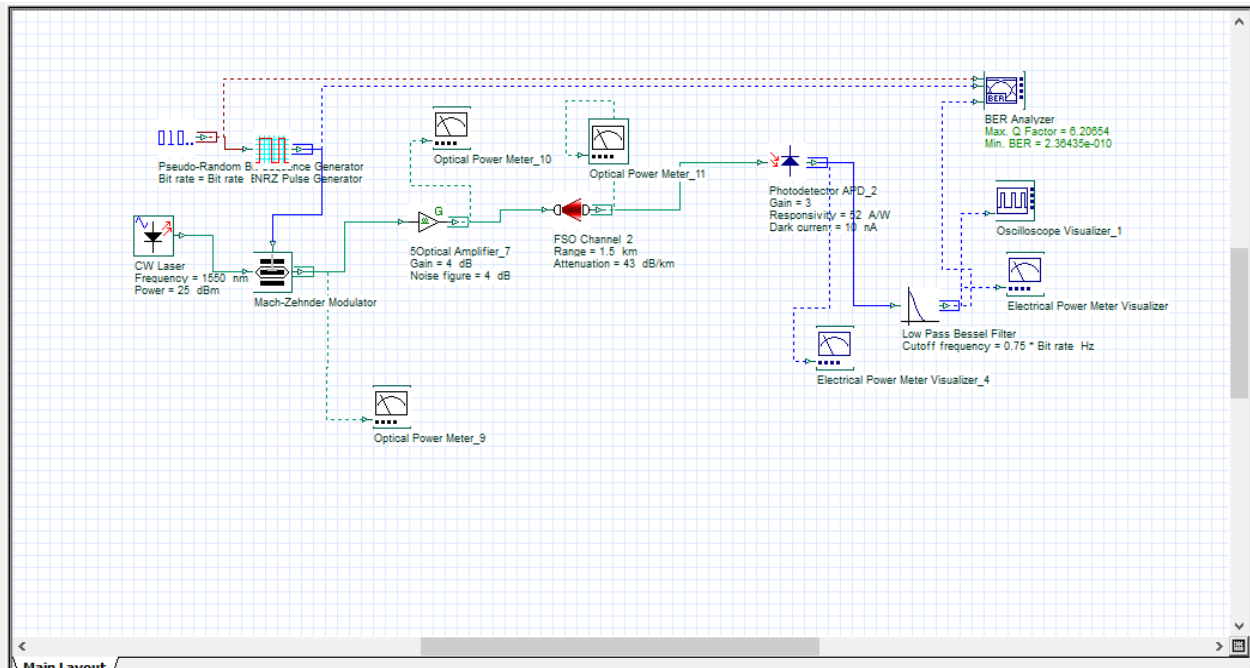 BER
BER Analyzer
Max. Q Factor = 6.20654
Min. BER = 2.36435e-010
010..
Optical Power Meter_10
Optical Power Meter_11
Pseudo-Random B Sequence Generator
Bit rate = Bit rate NRZ Pulse Generator
Photodetector APD_2
Gain = 3
Responsivity = 52 A/W
Dark current = 10 nA
Oscilloscope Visualizer_1
G
5Optical Amplifier_7
Gain = 4 dB
Noise figure = 4 dB
FSO Channel 2
Range = 1.5 km
Attenuation = 43 dB/km
CW Laser
Frequency = 1550 nm
Power = 25 dBm
Mach-Zehnder Modulator
Electrical Power Meter Visualizer
Low Pass Bessel Filter
Cutoff frequency = 0.75 * Bit rate Hz
Electrical Power Meter Visualizer_4
Optical Power Meter_9
Main Layout